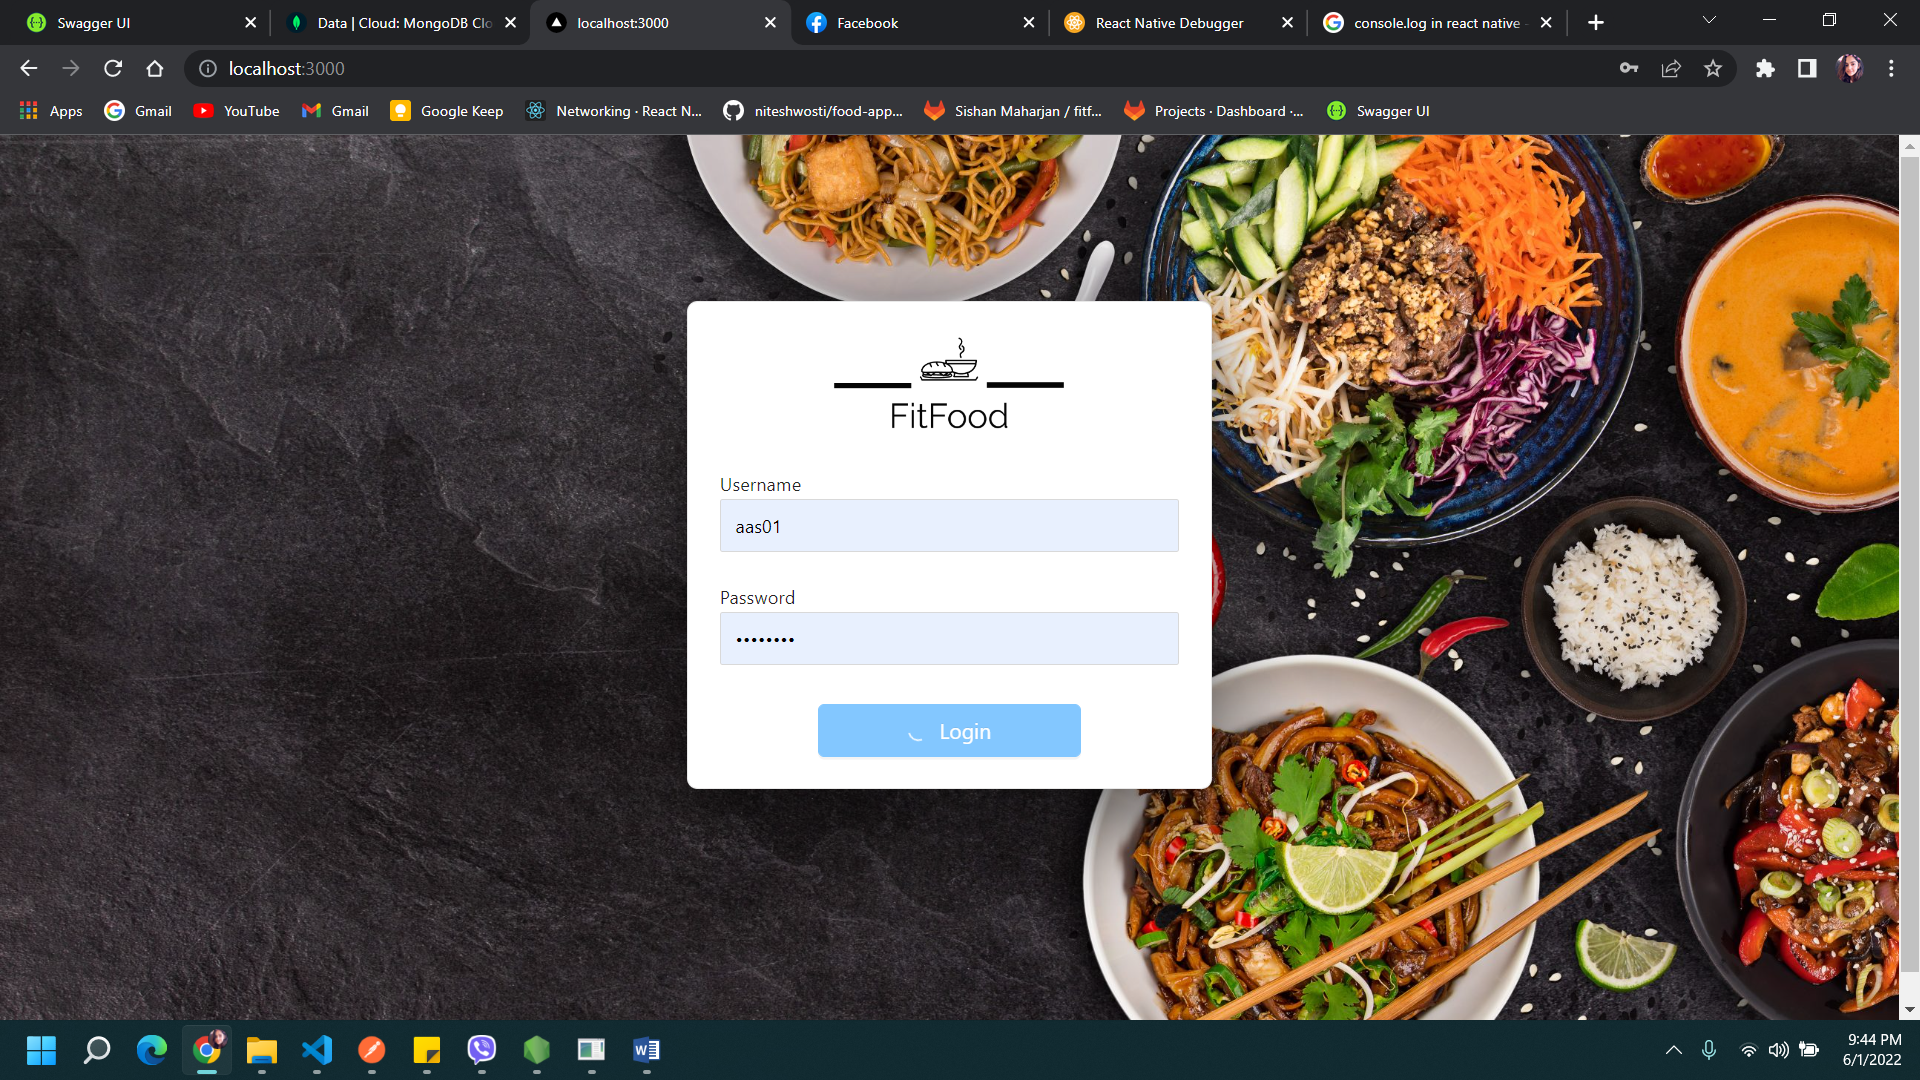 Swagger UI
Data | Cloud: MongoDB Clo
localhost:3000
Facebook
React Native Debugger
console.log in react native -
localhost:3000
Apps
Gmail
YouTube
Gmail
Google Keep
Networking · React N...
niteshwosti/food-app...
Sishan Maharjan / fitf...
Projects · Dashboard ·...
Swagger UI
FitFood
Username
aas01
Password
••••••••
Login
9:44 PM
6/1/2022